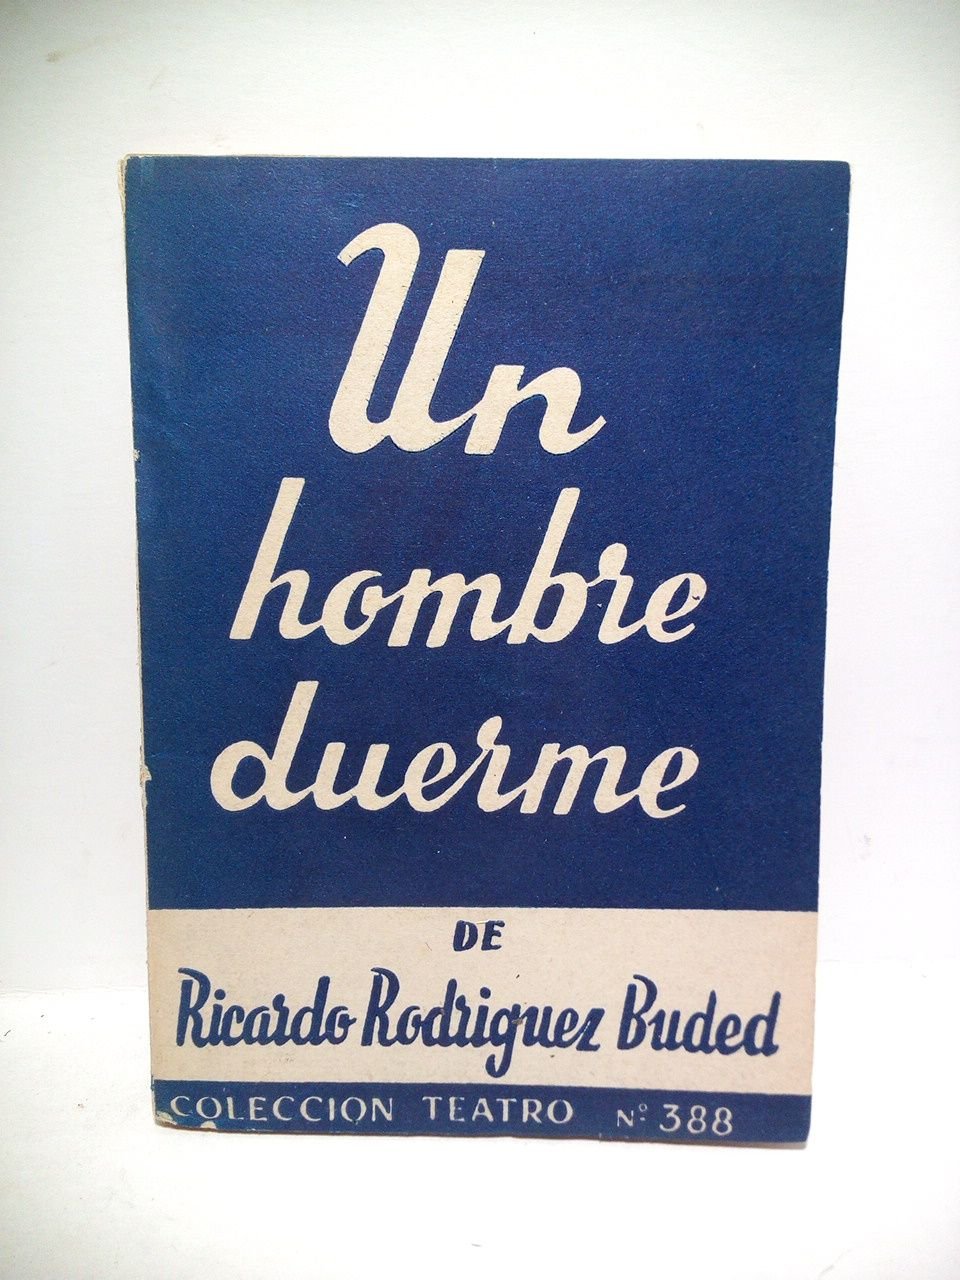 Un
hombre
duerme
DE
Ricardo Rodriguez Buded
COLECCION TEATRO Nº 388